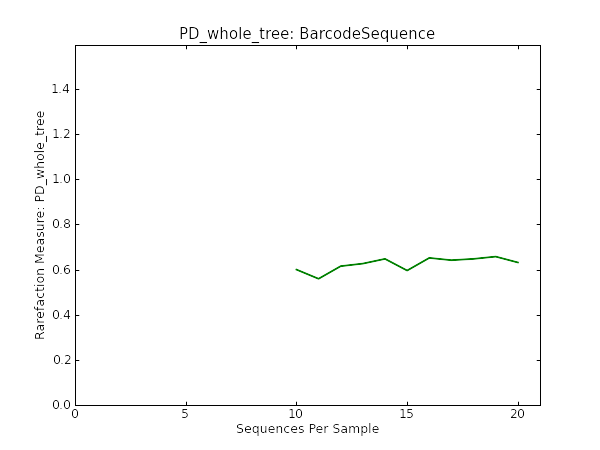 PD_whole_tree: BarcodeSequence
Rarefaction Measure: PD_whole_tree
1.4
1.2
1.0
0.8
0.6
0.4
0.2
0.0
0 5 10 15 20
Sequences Per Sample